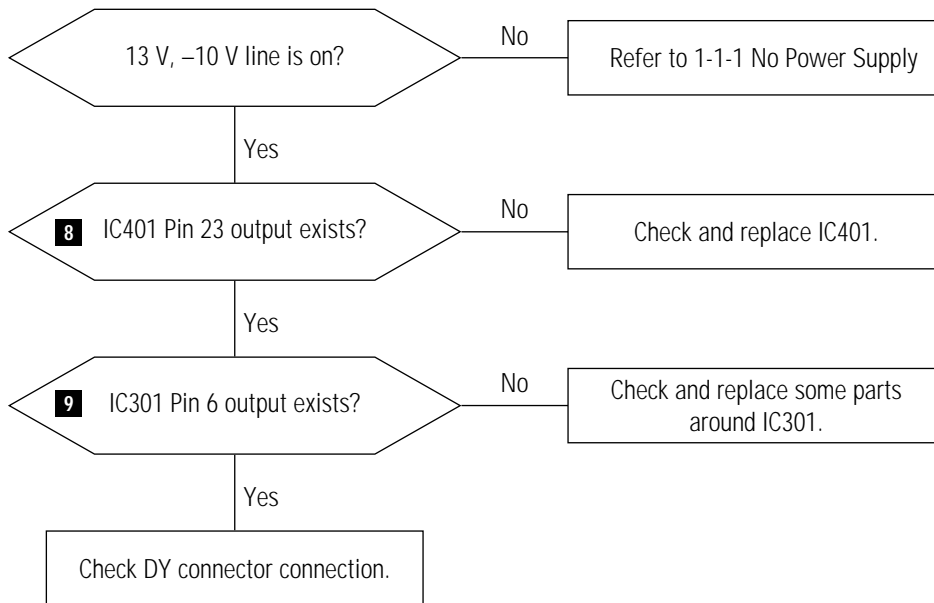 13 V, –10 V line is on?
No
Refer to 1-1-1 No Power Supply
Yes
8 IC401 Pin 23 output exists?
No
Check and replace IC401.
Yes
9 IC301 Pin 6 output exists?
No
Check and replace some parts
around IC301.
Yes
Check DY connector connection.